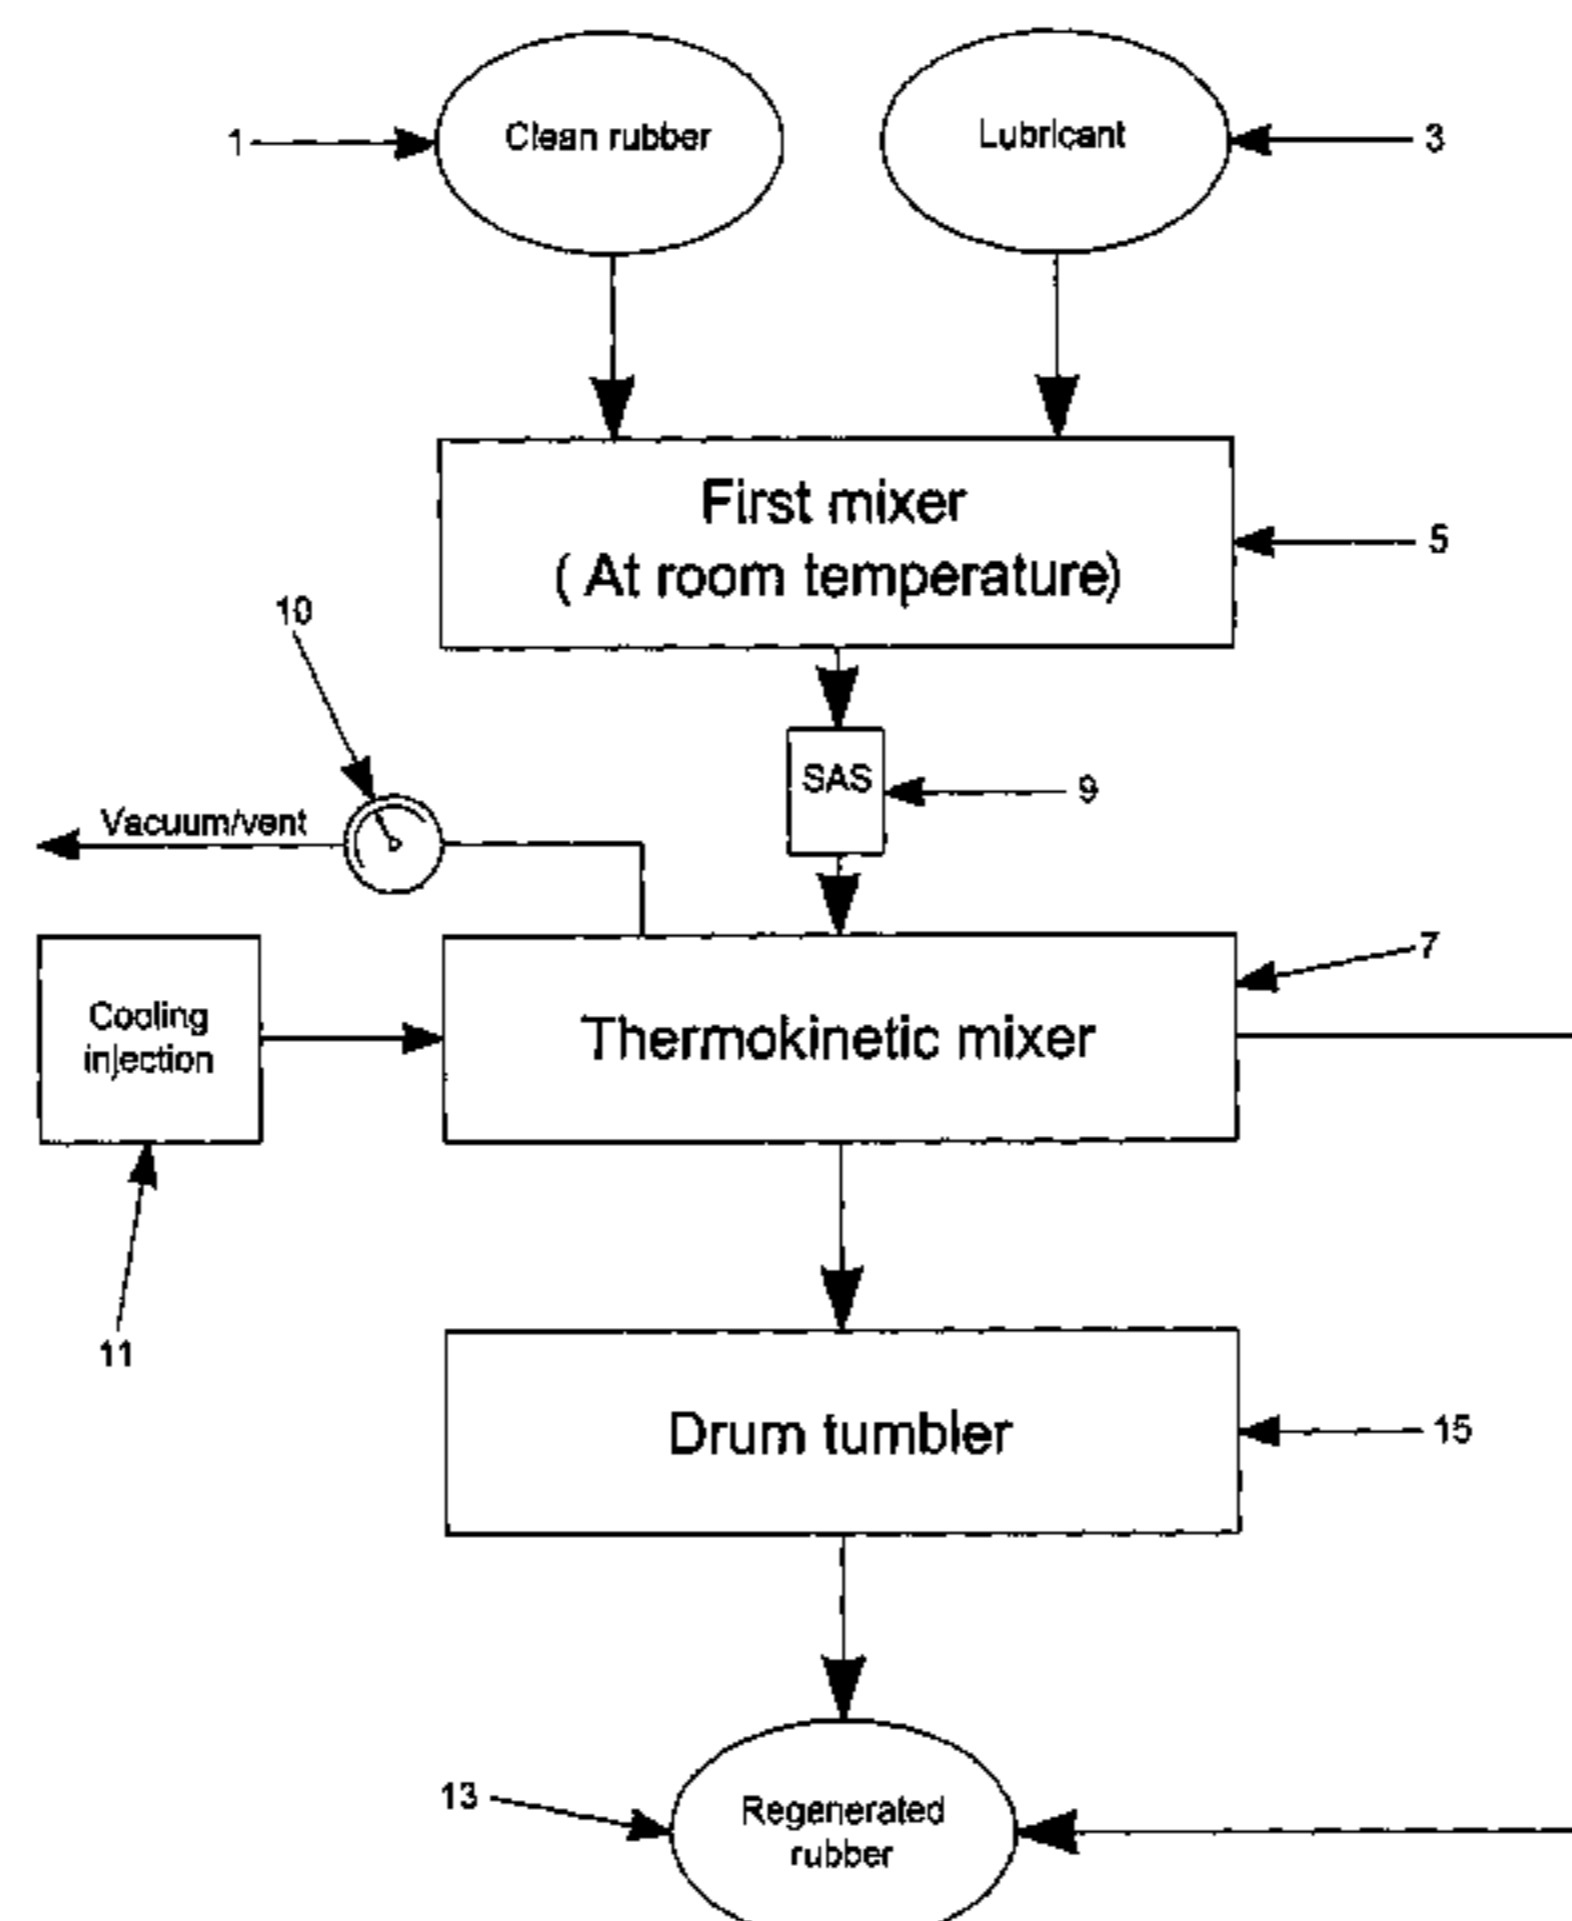 1
Clean rubber
Lubricant
3
First mixer
( At room temperature)
5
10
SAS
9
Vacuum/vent
7
Cooling
injection
Thermokinetic mixer
11
Drum tumbler
15
13
Regenerated
rubber